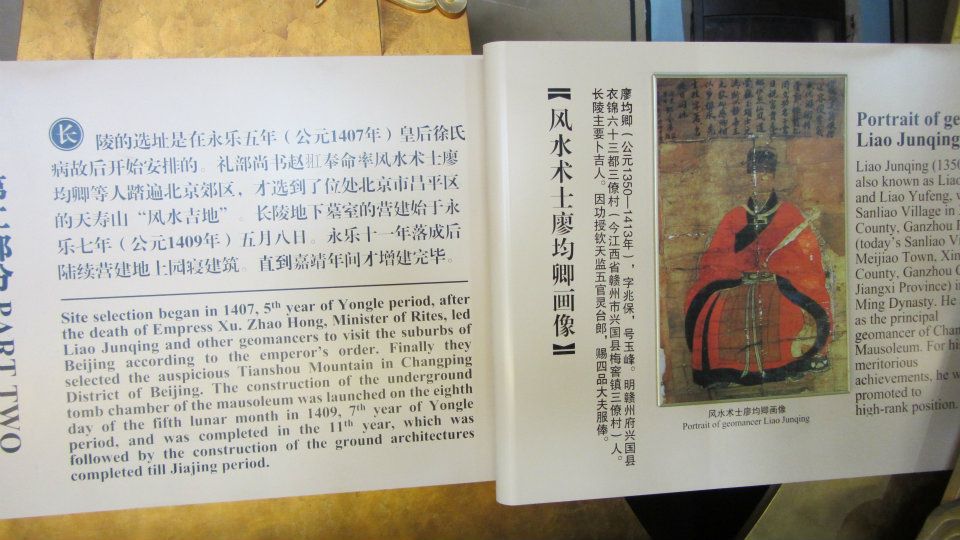 PART TWO
长
陵的选址是在永乐五年（公元1407年）皇后徐氏
病故后开始安排的。礼部尚书赵羾奉命率风水术士廖
均卿等人踏遍北京郊区，才选到了位处北京市昌平区
的天寿山“风水吉地”。长陵地下墓室的营建始于永
乐七年（公元1409年）五月八日。永乐十一年落成后
陆续营建地上园寝建筑。直到嘉靖年间才增建完毕。
Site selection began in 1407, 5th year of Yongle period, after
the death of Empress Xu. Zhao Hong, Minister of Rites, led
Liao Junqing and other geomancers to visit the suburbs of
Beijing according to the emperor's order. Finally they
selected the auspicious Tianshou Mountain in Changping
District of Beijing. The construction of the underground
tomb chamber of the mausoleum was launched on the eighth
day of the fifth lunar month in 1409, 7th year of Yongle
period, and was completed in the 11th year, which was
followed by the construction of the ground architectures
completed till Jiajing period.
【风水术士廖均卿画像】
廖均卿（公元1350—1413年），字兆保，号玉峰。明赣州府兴国县
衣锦六十三都三僚村（今江西省赣州市兴国县梅窖镇三僚村）人。
长陵主要卜吉人。因功授钦天监五官灵台郎，赐四品大夫服俸。
风水术士廖均卿画像
Portrait of geomancer Liao Junqing
Portrait of ge
Liao Junqing
Liao Junqing (1350
also known as Liao
and Liao Yufeng, w
Sanliao Village in
County, Ganzhou P
(today's Sanliao Vi
Meijiao Town, Xin
County, Ganzhou C
Jiangxi Province) i
Ming Dynasty. He
as the principal
geomancer of Chan
Mausoleum. For his
meritorious
achievements, he w
promoted to
high-rank position.